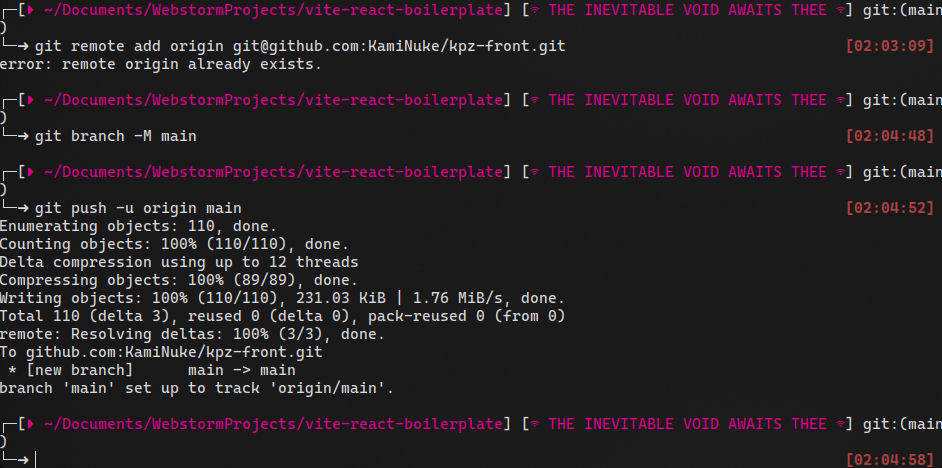 ┌─[❥ ~/Documents/WebstormProjects/vite-react-boilerplate] [ THE INEVITABLE VOID AWAITS THEE ] git:(main
)
└─➜ git remote add origin git@github.com:KamiNuke/kpz-front.git [02:03:09]
error: remote origin already exists.
┌─[❥ ~/Documents/WebstormProjects/vite-react-boilerplate] [ THE INEVITABLE VOID AWAITS THEE ] git:(main
)
└─➜ git branch -M main [02:04:48]
┌─[❥ ~/Documents/WebstormProjects/vite-react-boilerplate] [ THE INEVITABLE VOID AWAITS THEE ] git:(main
)
└─➜ git push -u origin main [02:04:52]
Enumerating objects: 110, done.
Counting objects: 100% (110/110), done.
Delta compression using up to 12 threads
Compressing objects: 100% (89/89), done.
Writing objects: 100% (110/110), 231.03 KiB | 1.76 MiB/s, done.
Total 110 (delta 3), reused 0 (delta 0), pack-reused 0 (from 0)
remote: Resolving deltas: 100% (3/3), done.
To github.com:KamiNuke/kpz-front.git
 * [new branch]      main -> main
branch 'main' set up to track 'origin/main'.
┌─[❥ ~/Documents/WebstormProjects/vite-react-boilerplate] [ THE INEVITABLE VOID AWAITS THEE ] git:(main
)
└─➜ [02:04:58]